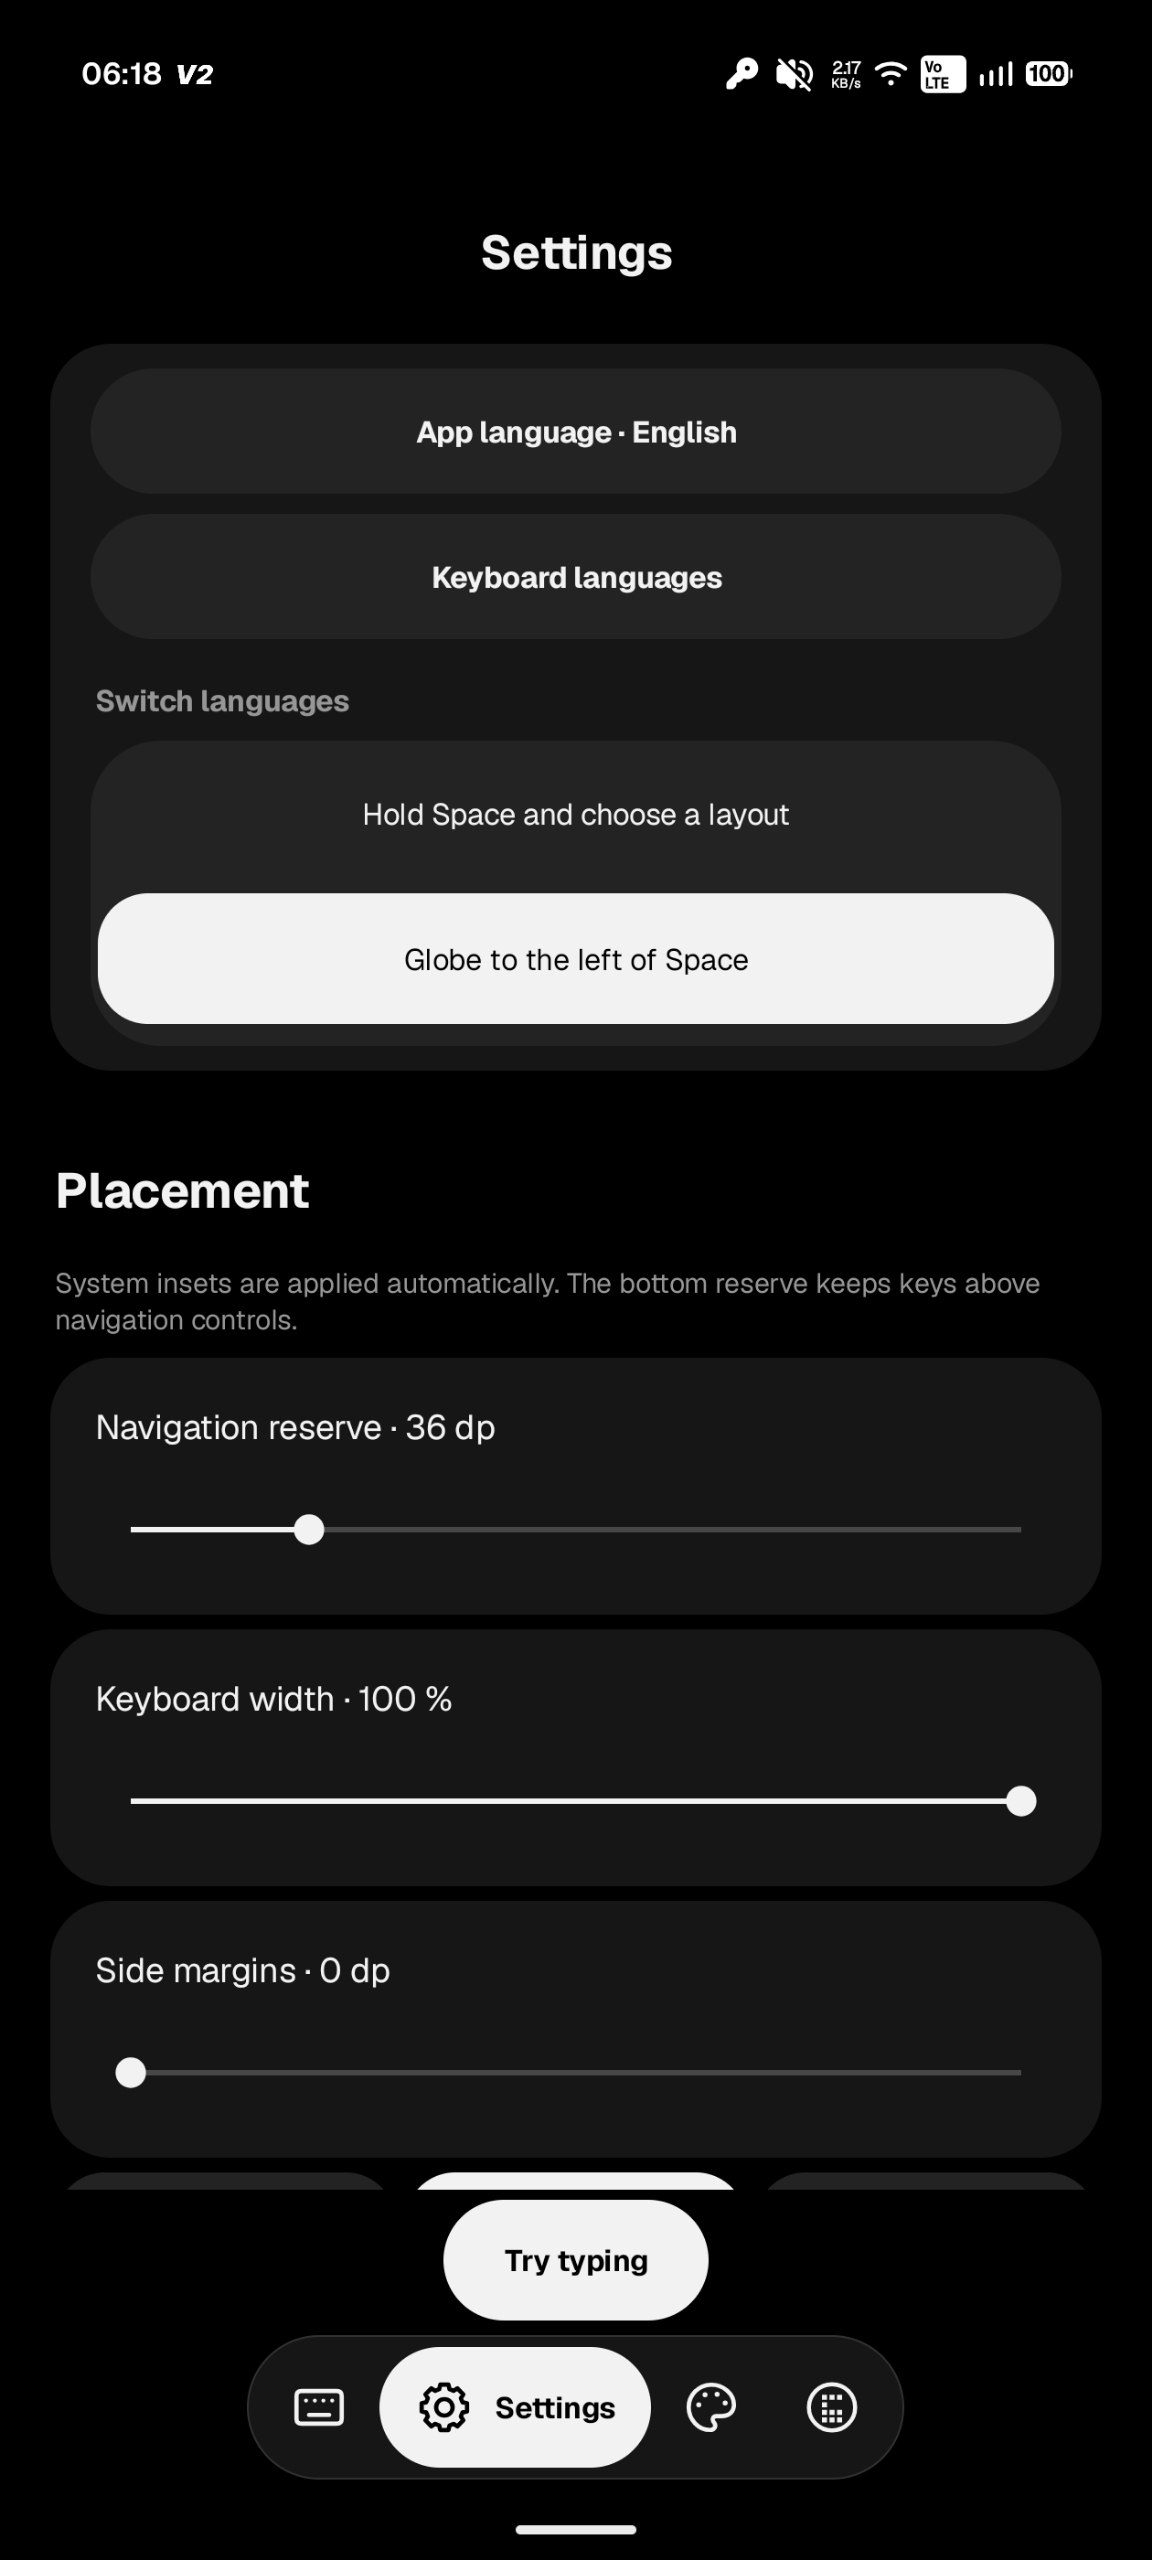 06:18 V2
2.17
KB/s
Vo
LTE
100
Settings
App language · English
Keyboard languages
Switch languages
Hold Space and choose a layout
Globe to the left of Space
Placement
System insets are applied automatically. The bottom reserve keeps keys above
navigation controls.
Navigation reserve · 36 dp
Keyboard width · 100 %
Side margins · 0 dp
Try typing
Settings